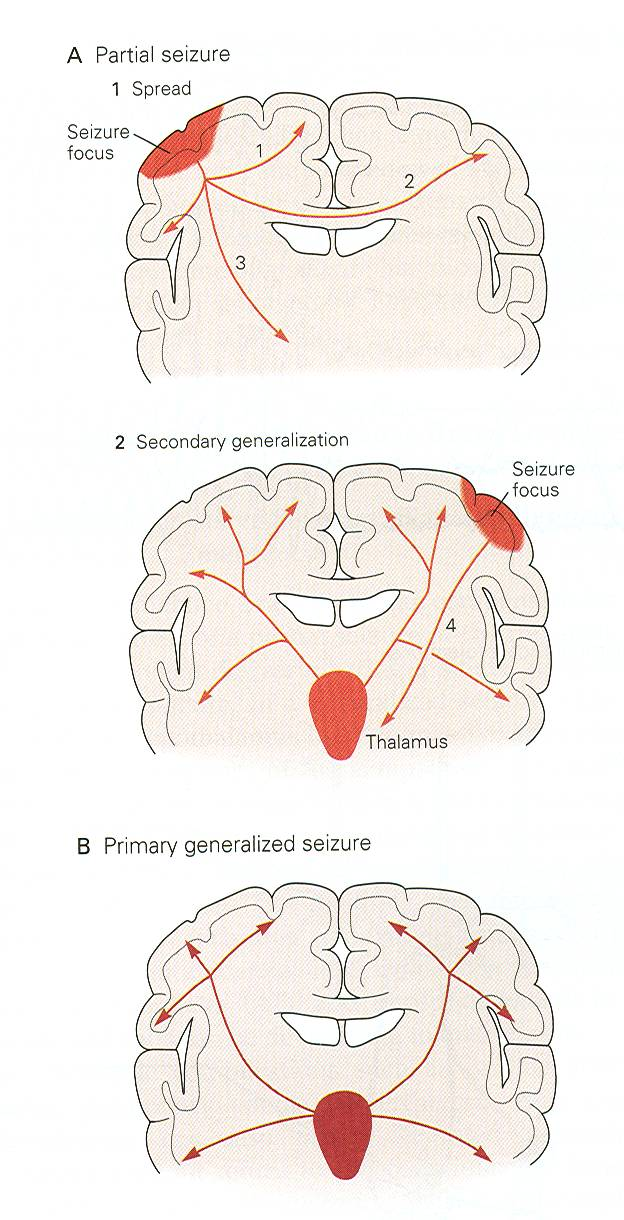 A Partial seizure
1 Spread
Seizure
focus
1
2
3
2 Secondary generalization
Seizure
focus
4
Thalamus
B Primary generalized seizure